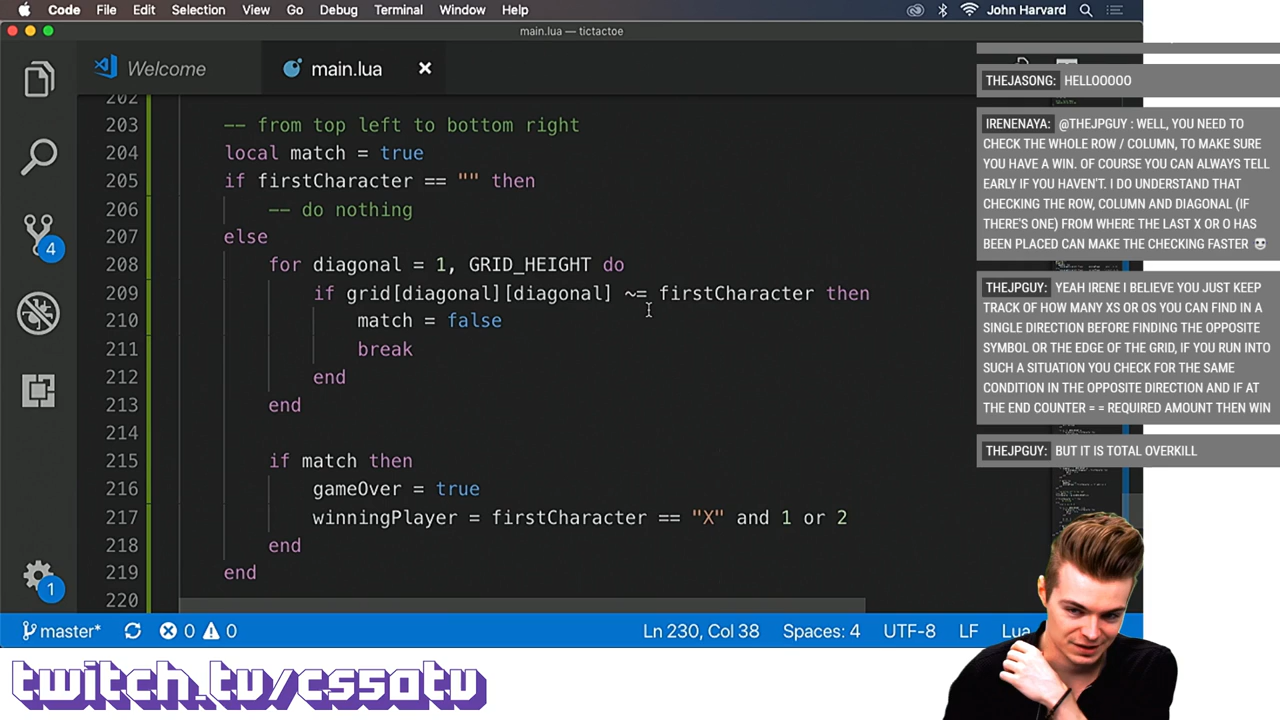 Code File Edit Selection View Go Debug Terminal Window Help John Harvard
main.lua — tictactoe
Welcome main.lua
202
203 -- from top left to bottom right
204 local match = true
205 if firstCharacter == "" then
206 -- do nothing
207 else
208 for diagonal = 1, GRID_HEIGHT do
209 if grid[diagonal][diagonal] ~= firstCharacter then
210 match = false
211 break
212 end
213 end
214
215 if match then
216 gameOver = true
217 winningPlayer = firstCharacter == "X" and 1 or 2
218 end
219 end
220
4
1
master* 0 0 Ln 230, Col 38 Spaces: 4 UTF-8 LF Lua
THEJASONG: HELLOOOOO
IRENENAYA: @THEJPGUY : WELL, YOU NEED TO
CHECK THE WHOLE ROW / COLUMN, TO MAKE SURE
YOU HAVE A WIN. OF COURSE YOU CAN ALWAYS TELL
EARLY IF YOU HAVEN'T. I DO UNDERSTAND THAT
CHECKING THE ROW, COLUMN AND DIAGONAL (IF
THERE'S ONE) FROM WHERE THE LAST X OR O HAS
BEEN PLACED CAN MAKE THE CHECKING FASTER
THEJPGUY: YEAH IRENE I BELIEVE YOU JUST KEEP
TRACK OF HOW MANY XS OR OS YOU CAN FIND IN A
SINGLE DIRECTION BEFORE FINDING THE OPPOSITE
SYMBOL OR THE EDGE OF THE GRID, IF YOU RUN INTO
SUCH A SITUATION YOU CHECK FOR THE SAME
CONDITION IN THE OPPOSITE DIRECTION AND IF AT
THE END COUNTER = = REQUIRED AMOUNT THEN WIN
THEJPGUY: BUT IT IS TOTAL OVERKILL
twitch.tv/cs50tv